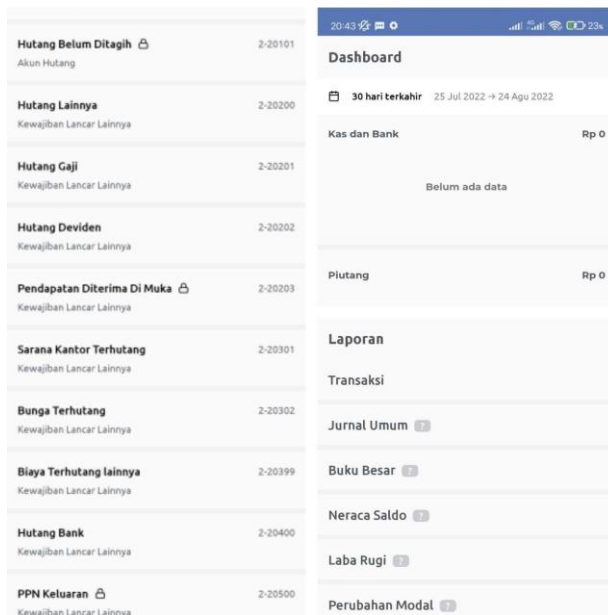 Hutang Belum Ditagih 2-20101
Akun Hutang
Hutang Lainnya 2-20200
Kewajiban Lancar Lainnya
Hutang Gaji 2-20201
Kewajiban Lancar Lainnya
Hutang Deviden 2-20202
Kewajiban Lancar Lainnya
Pendapatan Diterima Di Muka 2-20203
Kewajiban Lancar Lainnya
Sarana Kantor Terhutang 2-20301
Kewajiban Lancar Lainnya
Bunga Terhutang 2-20302
Kewajiban Lancar Lainnya
Biaya Terhutang lainnya 2-20399
Kewajiban Lancar Lainnya
Hutang Bank 2-20400
Kewajiban Lancar Lainnya
PPN Keluaran 2-20500
Kewajiban Lancar Lainnya
20:43 23%
Dashboard
30 hari terkahir 25 Jul 2022 → 24 Agu 2022
Kas dan Bank Rp 0
Belum ada data
Piutang Rp 0
Laporan
Transaksi
Jurnal Umum ?
Buku Besar ?
Neraca Saldo ?
Laba Rugi ?
Perubahan Modal ?